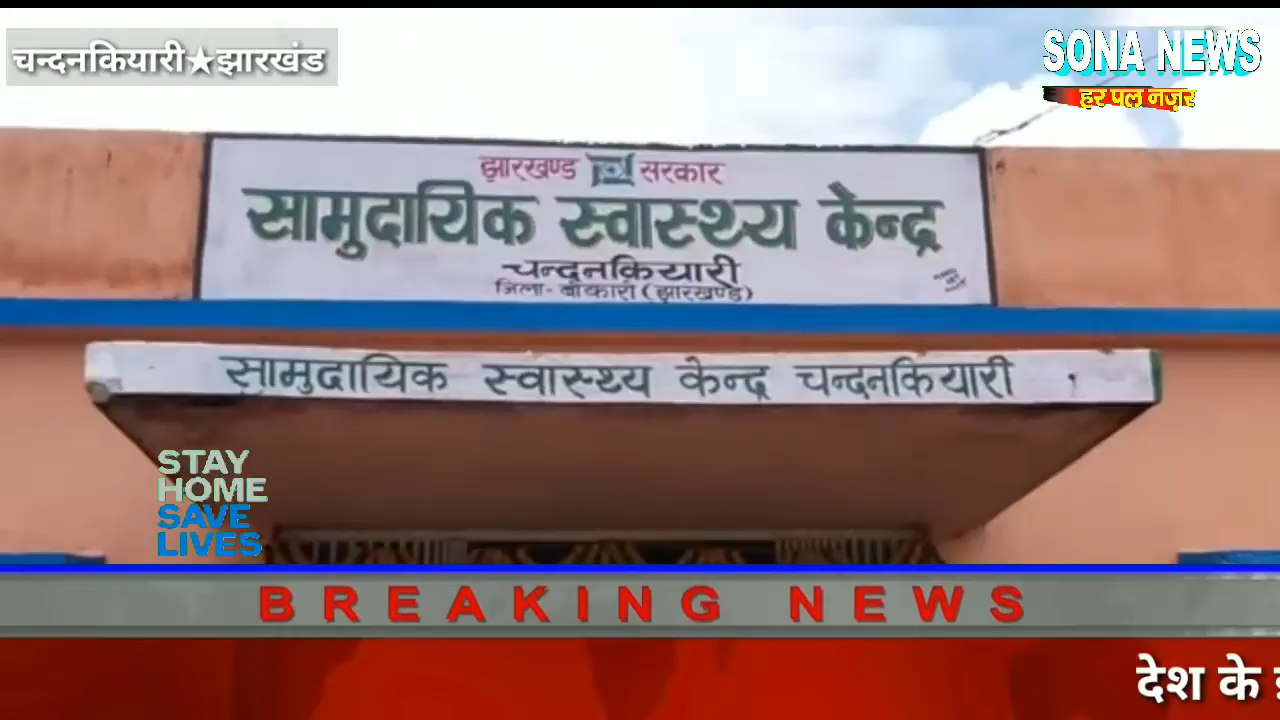 चन्दनकियारी★झारखंड
SONA NEWS
हर पल नज़र
झारखण्ड सरकार
सामुदायिक स्वास्थ्य केन्द्र
चन्दनकियारी
जिला-बोकारो (झारखण्ड)
सामुदायिक स्वास्थ्य केन्द्र चन्दनकियारी
STAY
HOME
SAVE
LIVES
BREAKING NEWS
देश के